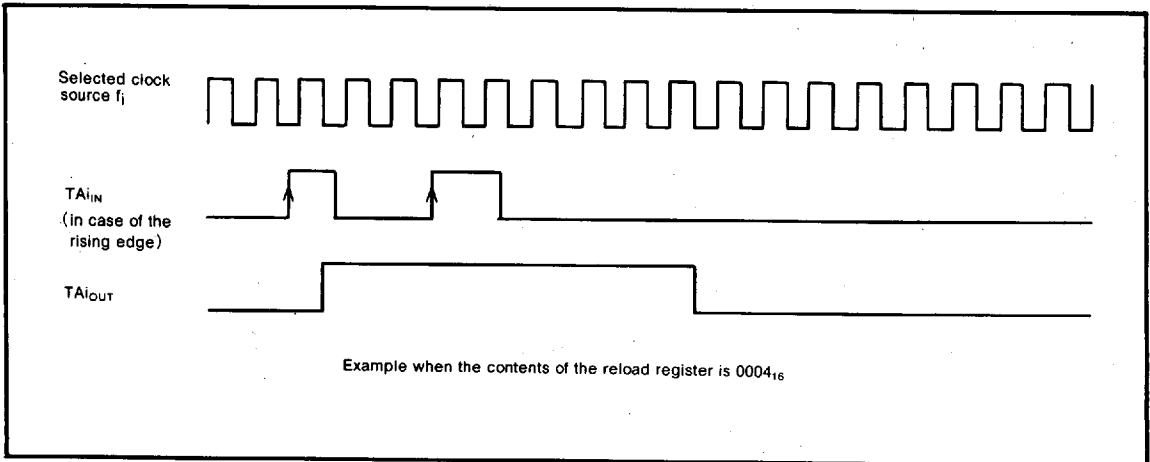 Selected clock
source fi
TAiIN
(in case of the
rising edge)
TAiOUT
Example when the contents of the reload register is 000416